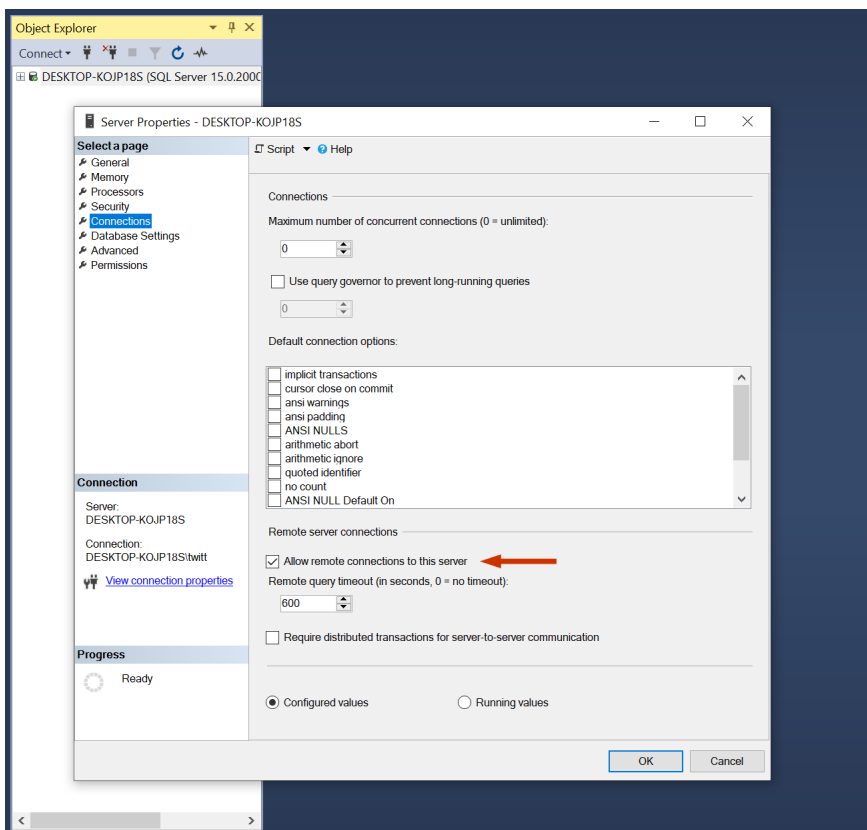 Object Explorer
Connect
DESKTOP-KOJP18S (SQL Server 15.0.2000
Server Properties - DESKTOP-KOJP18S
Select a page
General
Memory
Processors
Security
Connections
Database Settings
Advanced
Permissions
Connection
Server:
DESKTOP-KOJP18S
Connection:
DESKTOP-KOJP18S\twitt
View connection properties
Progress
Ready
Script
Help
Connections
Maximum number of concurrent connections (0 = unlimited):
0
Use query governor to prevent long-running queries
0
Default connection options:
implicit transactions
cursor close on commit
ansi warnings
ansi padding
ANSI NULLS
arithmetic abort
arithmetic ignore
quoted identifier
no count
ANSI NULL Default On
Remote server connections
Allow remote connections to this server
Remote query timeout (in seconds, 0 = no timeout):
600
Require distributed transactions for server-to-server communication
Configured values
Running values
OK
Cancel